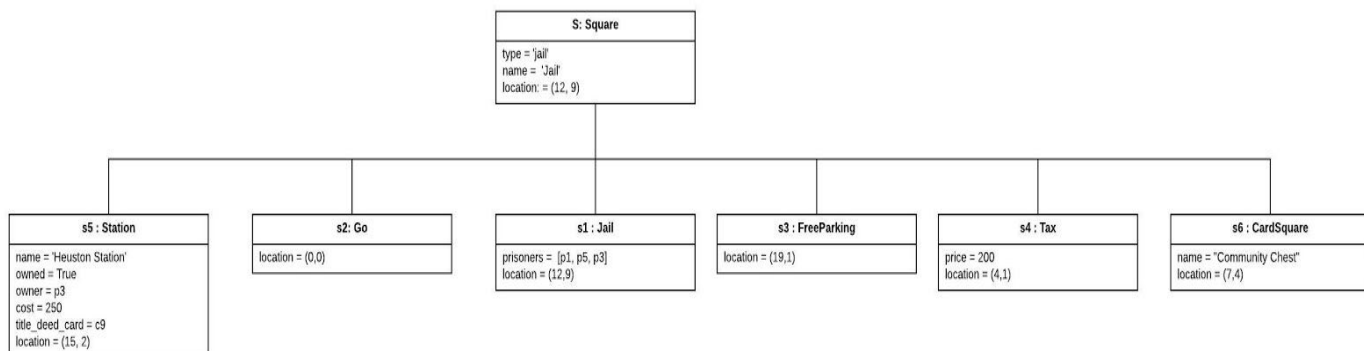 S: Square
type = 'jail'
name = 'Jail'
location: = (12, 9)
s5 : Station
name = 'Heuston Station'
owned = True
owner = p3
cost = 250
title_deed_card = c9
location = (15, 2)
s2: Go
location = (0,0)
s1 : Jail
prisoners = [p1, p5, p3]
location = (12,9)
s3 : FreeParking
location = (19,1)
s4 : Tax
price = 200
location = (4,1)
s6 : CardSquare
name = "Community Chest"
location = (7,4)